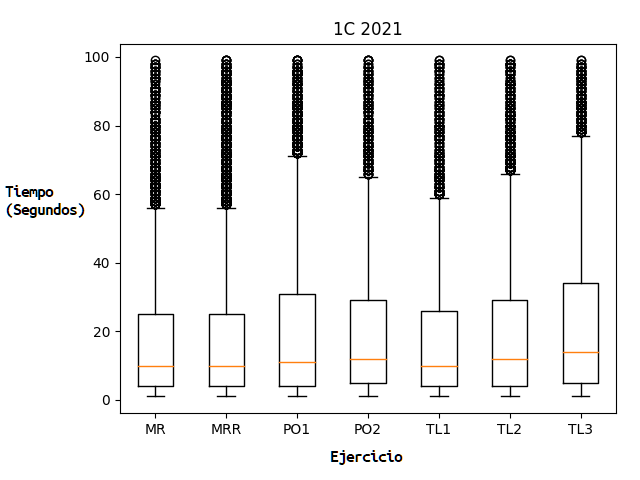 1C 2021
100
80
60
40
20
0
Tiempo
(Segundos)
MR MRR PO1 PO2 TL1 TL2 TL3
Ejercicio